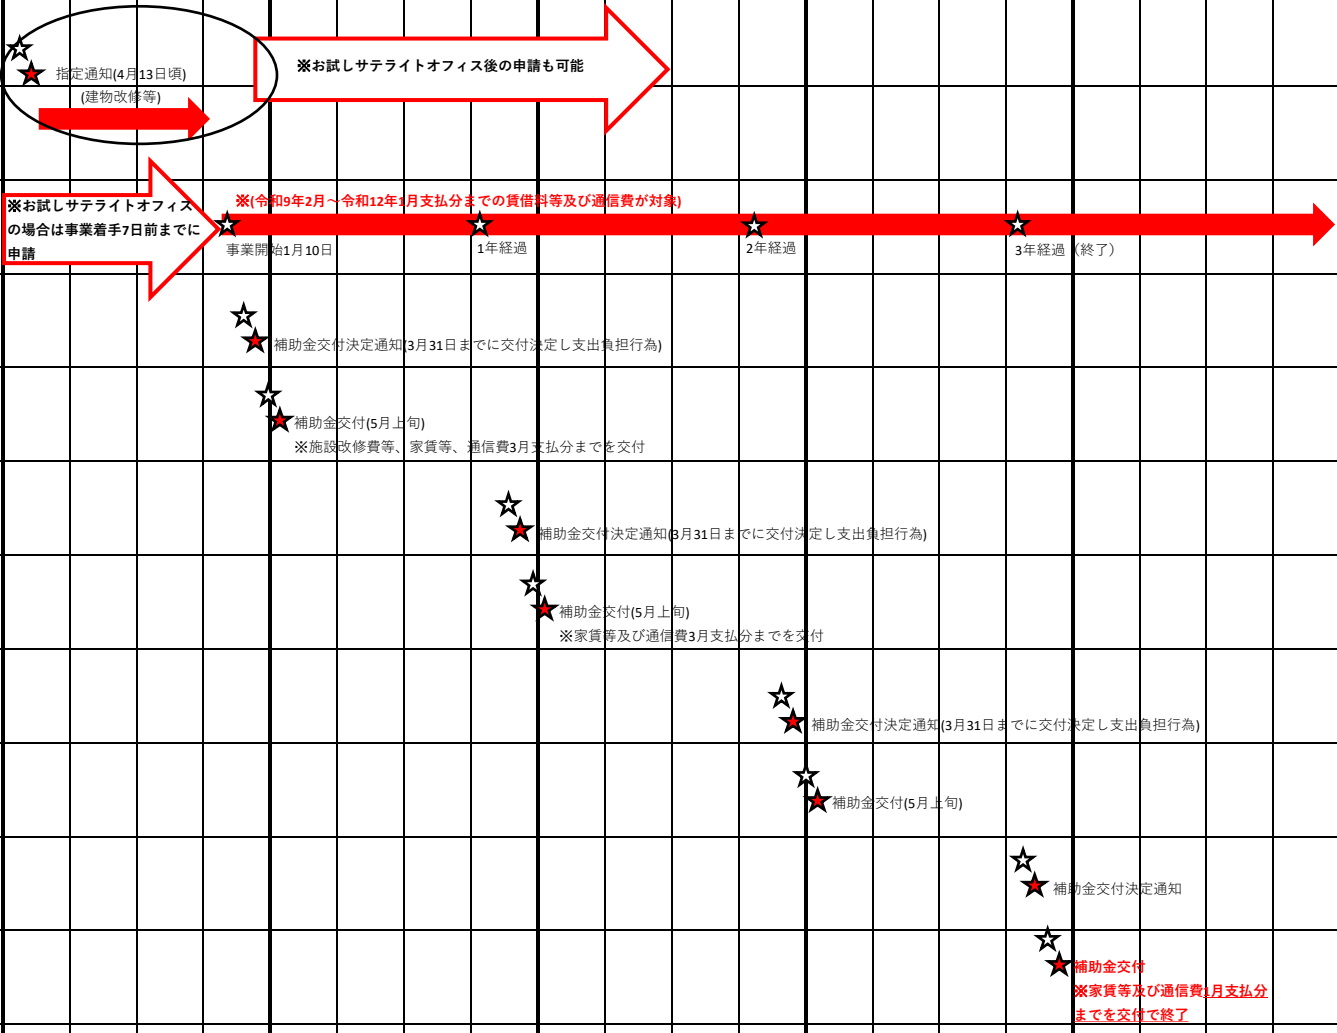 指定通知(4月13日頃)
(建物改修等)
※お試しサテライトオフィス後の申請も可能
※お試しサテライトオフィス
の場合は事業着手7日前までに
申請
※(令和9年2月～令和12年1月支払分までの賃借料等及び通信費が対象)
事業開始1月10日
1年経過
2年経過
3年経過（終了）
補助金交付決定通知(3月31日までに交付決定し支出負担行為)
補助金交付(5月上旬)
※施設改修費等、家賃等、通信費3月支払分までを交付
補助金交付決定通知(3月31日までに交付決定し支出負担行為)
補助金交付(5月上旬)
※家賃等及び通信費3月支払分までを交付
補助金交付決定通知(3月31日までに交付決定し支出負担行為)
補助金交付(5月上旬)
補助金交付決定通知
補助金交付
※家賃等及び通信費1月支払分
までを交付で終了